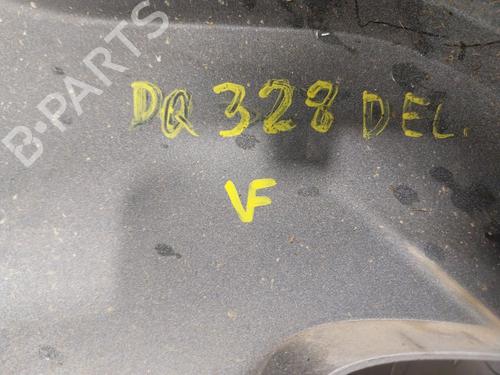 B-PARTS
DQ 328 DEL.
VF